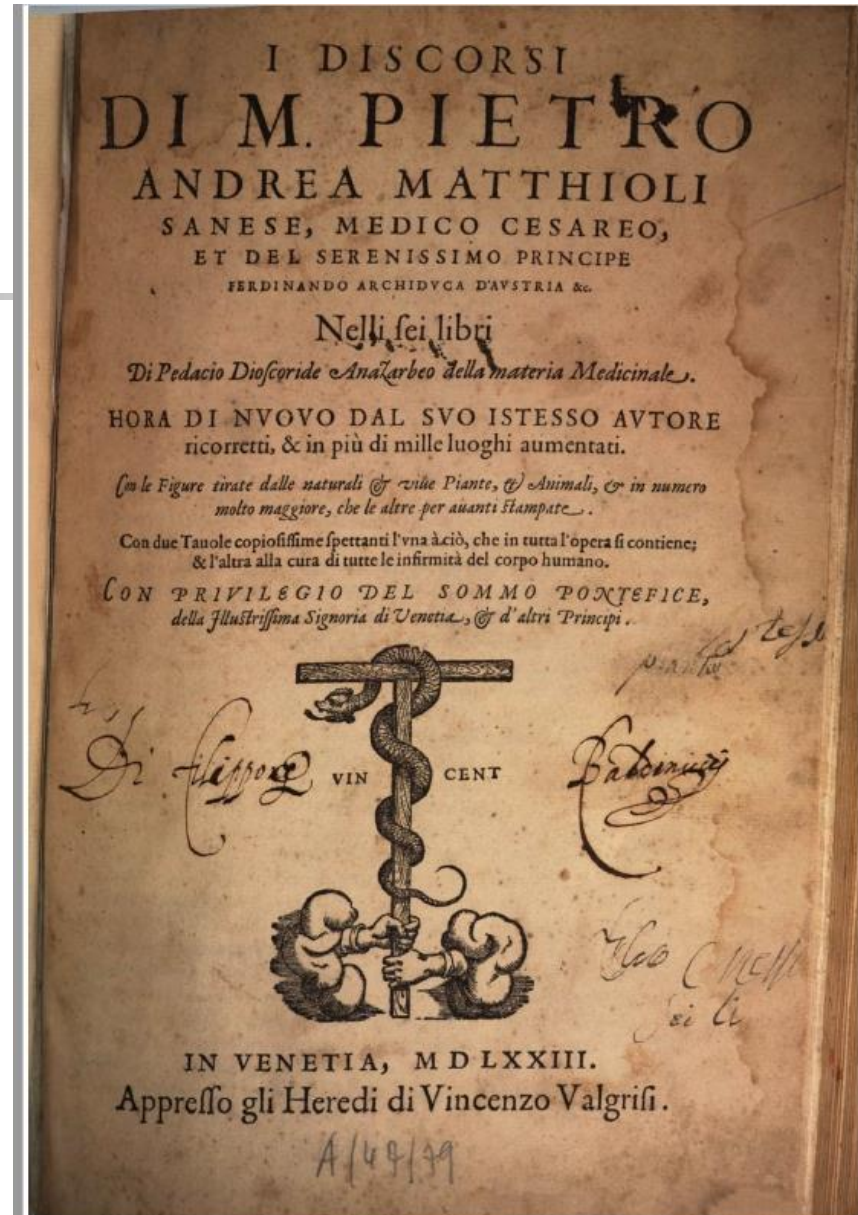 I DISCORSI
DI M. PIETRO
ANDREA MATTHIOLI
SANESE, MEDICO CESAREO,
ET DEL SERENISSIMO PRINCIPE
FERDINANDO ARCHIDVCA D'AVSTRIA &c.
Nelli ſei libri
Di Pedacio Dioſcoride Anazarbeo della materia Medicinale.
HORA DI NVOVO DAL SVO ISTESSO AVTORE
ricorretti, & in più di mille luoghi aumentati.
Con le Figure tirate dalle naturali & viue Piante, & Animali, & in numero
molto maggiore, che le altre per auanti ſtampate.
Con due Tauole copioſiſſime ſpettanti l'vna à ciò, che in tutta l'opera ſi contiene;
& l'altra alla cura di tutte le infirmità del corpo humano.
CON PRIVILEGIO DEL SOMMO PONTEFICE,
della Illuſtriſſima Signoria di Venetia, & d'altri Principi.
Di Filippone VIN CENT Baldinucij
IN VENETIA, MDLXXIII.
Appreſſo gli Heredi di Vincenzo Valgriſi.
A/49/39